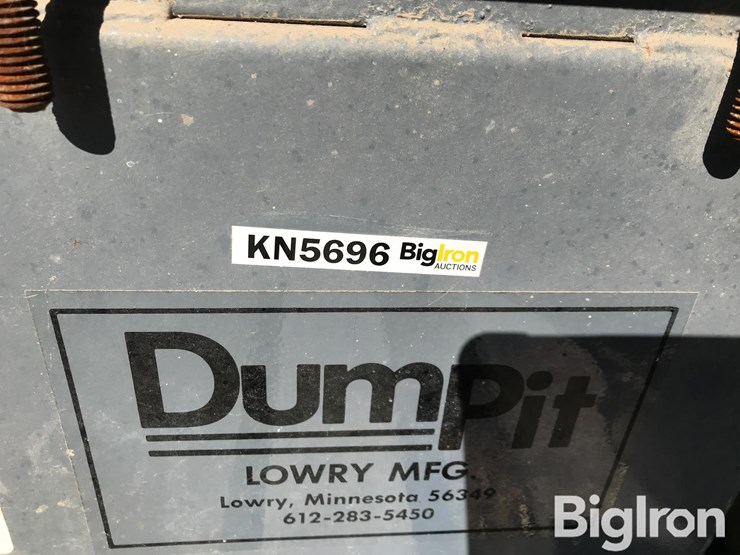 KN5696 BigIron
AUCTIONS
DumPit
LOWRY MFG.
Lowry, Minnesota 56349
612-283-5450
BigIron